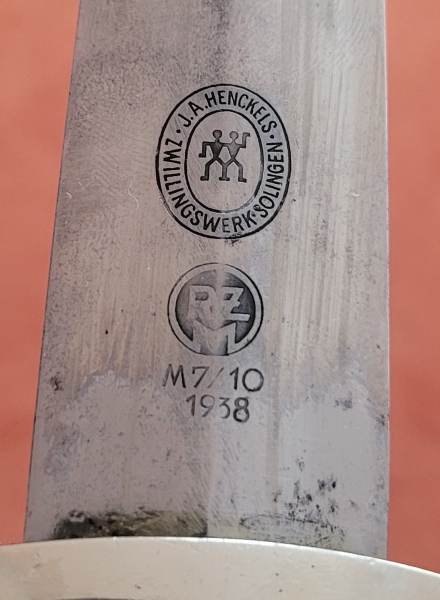 · J.A.HENCKELS ·
ZWILLINGSWERK·SOLINGEN
RZM
M7/10
1938